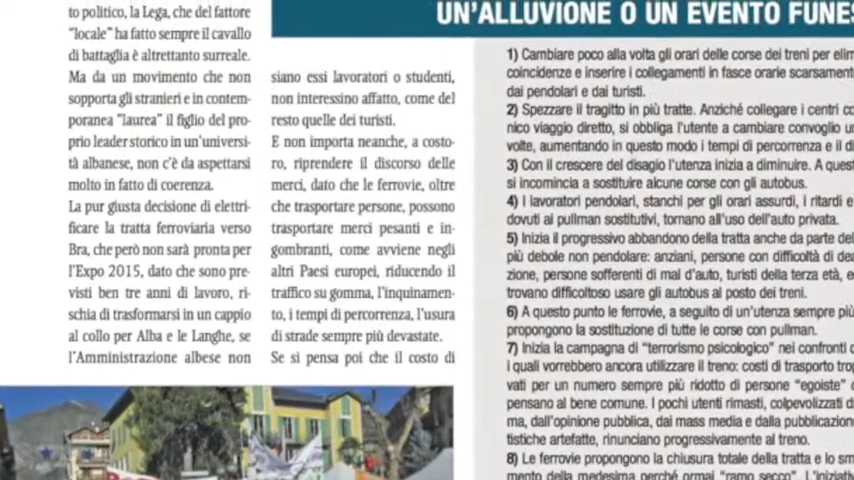 to politico, la Lega, che del fattore
“locale” ha fatto sempre il cavallo
di battaglia è altrettanto surreale.
Ma da un movimento che non
sopporta gli stranieri e in contem-
poranea “laurea” il figlio del pro-
prio leader storico in un’universi-
tà albanese, non c’è da aspettarsi
molto in fatto di coerenza.
La pur giusta decisione di elettri-
ficare la tratta ferroviaria verso
Bra, che però non sarà pronta per
l’Expo 2015, dato che sono pre-
visti ben tre anni di lavoro, ri-
schia di trasformarsi in un cappio
al collo per Alba e le Langhe, se
l’Amministrazione albese non
siano essi lavoratori o studenti,
non interessino affatto, come del
resto quelle dei turisti.
E non importa neanche, a costo-
ro, riprendere il discorso delle
merci, dato che le ferrovie, oltre
che trasportare persone, possono
trasportare merci pesanti e in-
gombranti, come avviene negli
altri Paesi europei, riducendo il
traffico su gomma, l’inquinamen-
to, i tempi di percorrenza, l’usura
di strade sempre più devastate.
Se si pensa poi che il costo di
UN’ALLUVIONE O UN EVENTO FUNES
1) Cambiare poco alla volta gli orari delle corse dei treni per elim
coincidenze e inserire i collegamenti in fasce orarie scarsament
dai pendolari e dai turisti.
2) Spezzare il tragitto in più tratte. Anziché collegare i centri co
nico viaggio diretto, si obbliga l’utente a cambiare convoglio
volte, aumentando in questo modo i tempi di percorrenza e il di
3) Con il crescere del disagio l’utenza inizia a diminuire. A quest
si incomincia a sostituire alcune corse con gli autobus.
4) I lavoratori pendolari, stanchi per gli orari assurdi, i ritardi e
dovuti ai pullman sostitutivi, tornano all’uso dell’auto privata.
5) Inizia il progressivo abbandono della tratta anche da parte del
più debole non pendolare: anziani, persone con difficoltà di dea
zione, persone sofferenti di mal d’auto, turisti della terza età, e
trovano difficoltoso usare gli autobus al posto dei treni.
6) A questo punto le ferrovie, a seguito di un’utenza sempre più
propongono la sostituzione di tutte le corse con pullman.
7) Inizia la campagna di “terrorismo psicologico” nei confronti
i quali vorrebbero ancora utilizzare il treno: costi di trasporto trop
vati per un numero sempre più ridotto di persone “egoiste”
pensano al bene comune. I pochi utenti rimasti, colpevolizzati
ma, dall’opinione pubblica, dai mass media e dalla pubblicazion
tistiche artefatte, rinunciano progressivamente al treno.
8) Le ferrovie propongono la chiusura totale della tratta e lo sm
mento della medesima perché ormai “ramo secco”. L’iniziativ